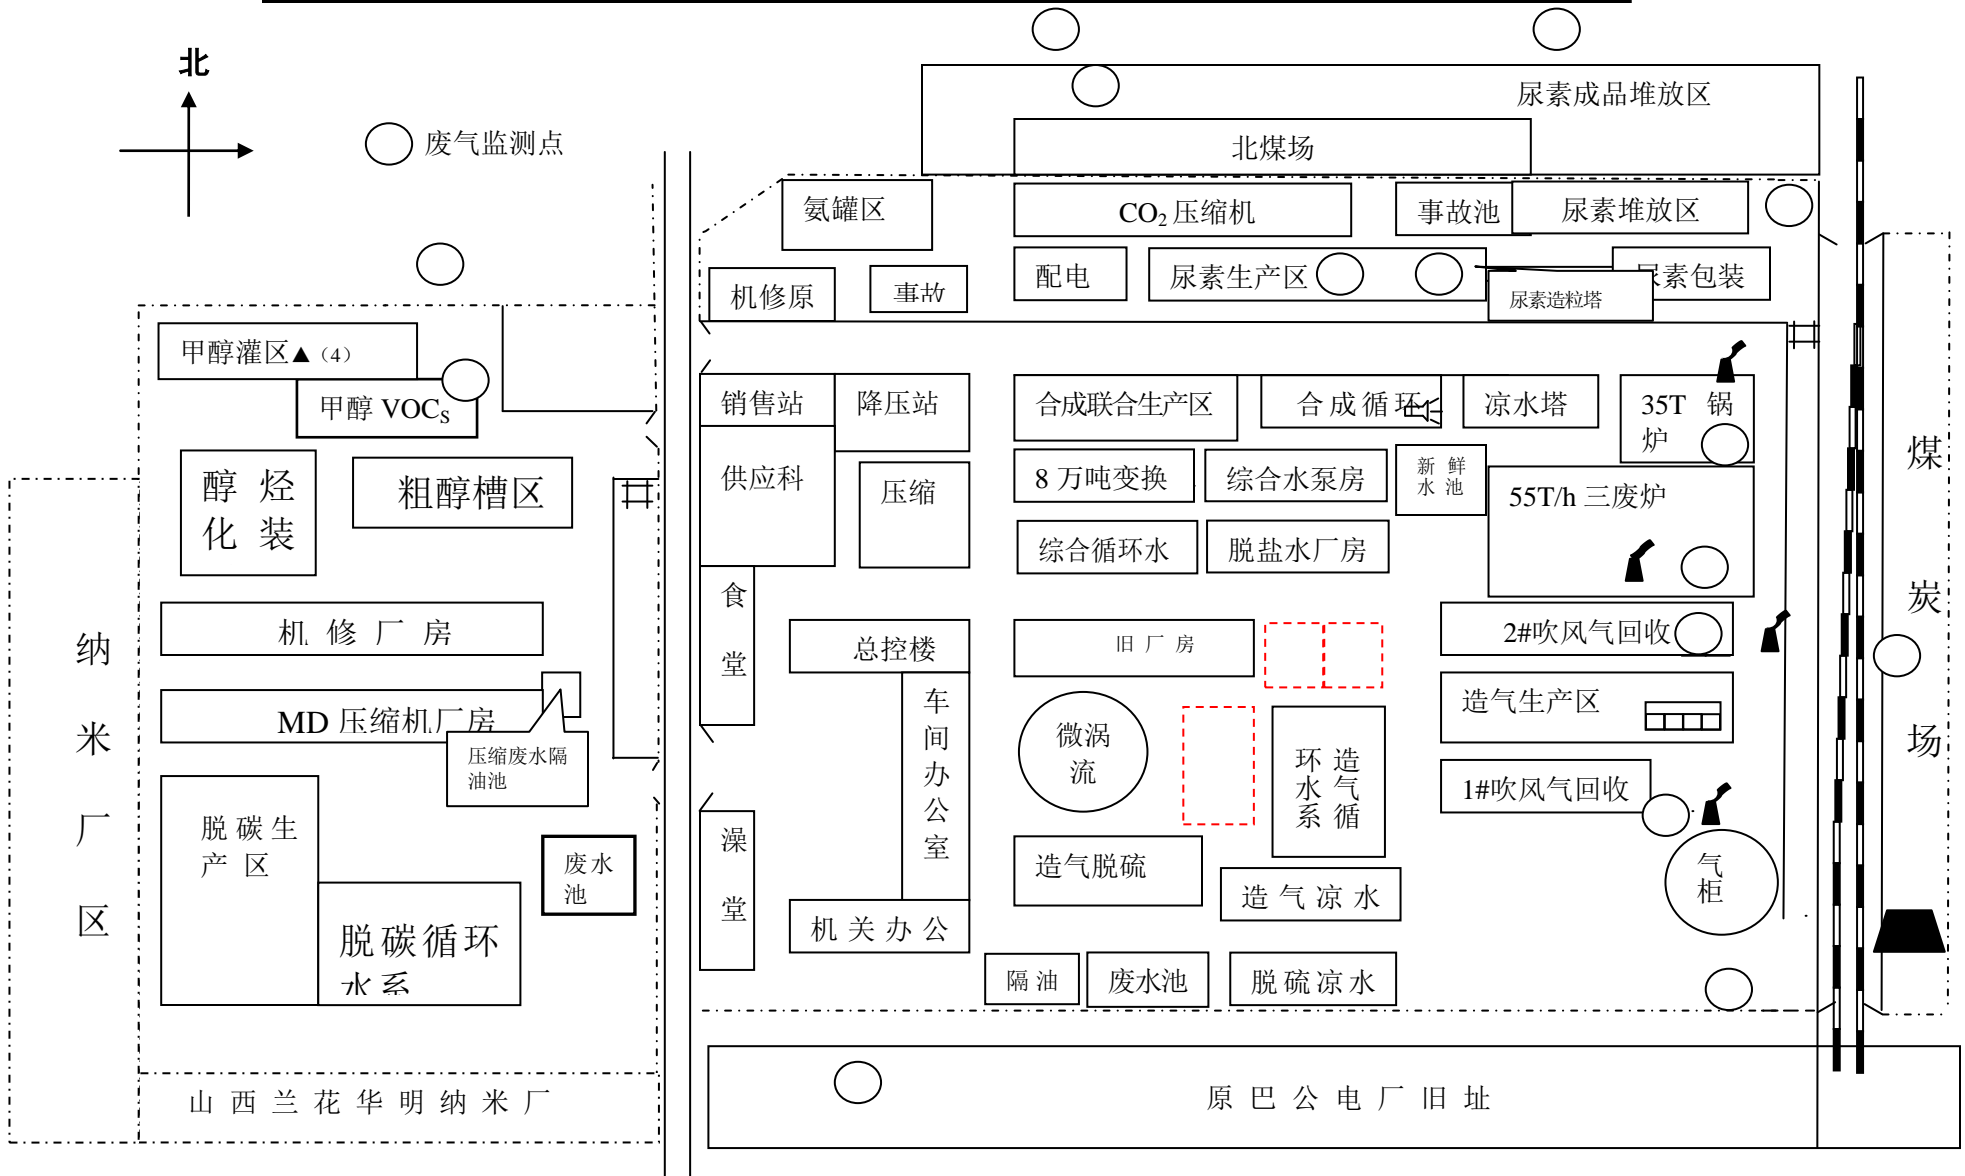 北
废气监测点
尿素成品堆放区
北煤场
氨罐区
CO₂压缩机
事故池
尿素堆放区
机修原
事故
配电
尿素生产区
尿素造粒塔
尿素包装
甲醇灌区▲（4）
甲醇 VOCs
销售站
降压站
合成联合生产区
合成循环
凉水塔
35T 锅
炉
醇 烃
化 装
粗醇槽区
供应科
压缩
8 万吨变换
综合水泵房
新 鲜
水 池
55T/h 三废炉
综合循环水
脱盐水厂房
煤炭场
纳米厂区
机 修 厂 房
食堂
总控楼
旧 厂 房
2#吹风气回收
MD 压缩机厂房
压缩废水隔
油池
车间办公室
微涡
流
造气循
环水系
造气生产区
1#吹风气回收
脱碳生
产 区
废水
池
澡堂
造气脱硫
造气凉水
气
柜
脱碳循环
水系
机关办公
隔油
废水池
脱硫凉水
山西兰花华明纳米厂
原巴公电厂旧址